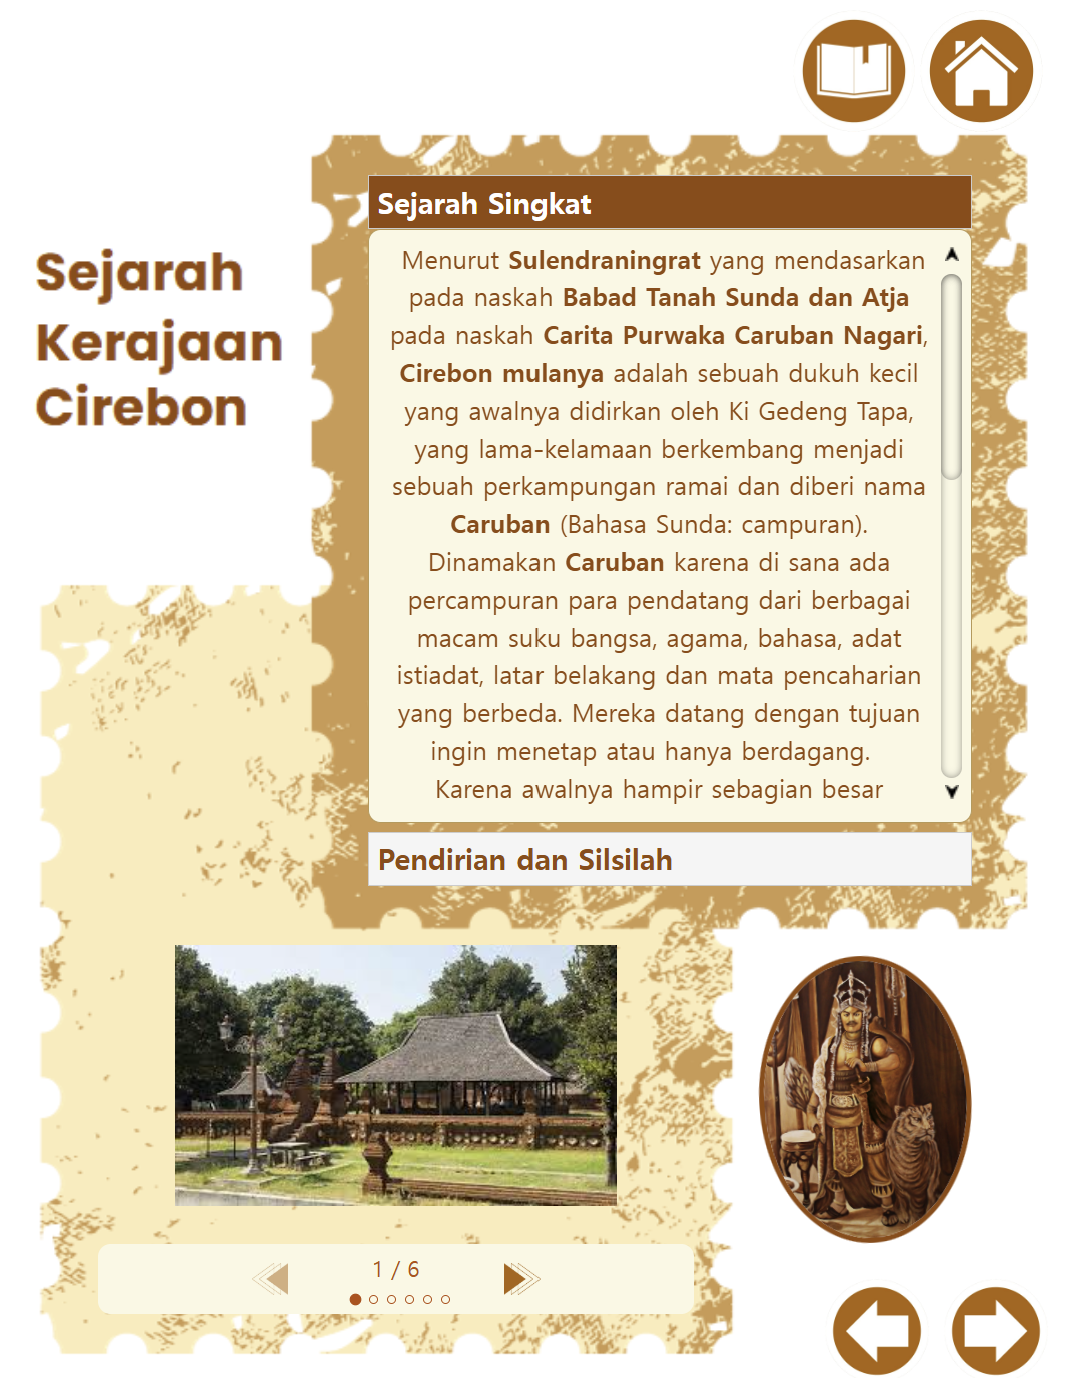 Sejarah
Kerajaan
Cirebon
Sejarah Singkat
Menurut Sulendraningrat yang mendasarkan
pada naskah Babad Tanah Sunda dan Atja
pada naskah Carita Purwaka Caruban Nagari,
Cirebon mulanya adalah sebuah dukuh kecil
yang awalnya didirkan oleh Ki Gedeng Tapa,
yang lama-kelamaan berkembang menjadi
sebuah perkampungan ramai dan diberi nama
Caruban (Bahasa Sunda: campuran).
Dinamakan Caruban karena di sana ada
percampuran para pendatang dari berbagai
macam suku bangsa, agama, bahasa, adat
istiadat, latar belakang dan mata pencaharian
yang berbeda. Mereka datang dengan tujuan
ingin menetap atau hanya berdagang.
Karena awalnya hampir sebagian besar
Pendirian dan Silsilah
1 / 6